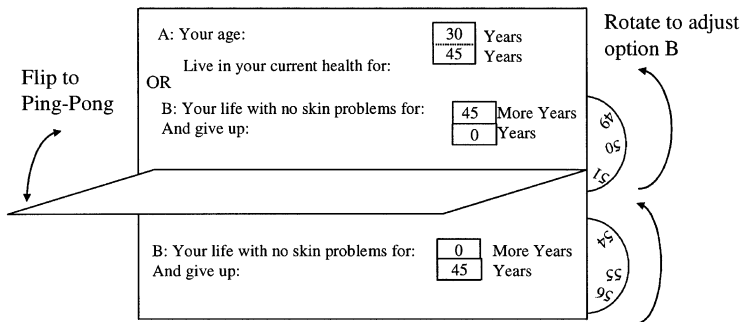 A: Your age: 30 Years
Live in your current health for: 45 Years
OR
B: Your life with no skin problems for: 45 More Years
And give up: 0 Years
Flip to
Ping-Pong
Rotate to adjust
option B
49
50
51
B: Your life with no skin problems for: 0 More Years
And give up: 45 Years
54
55
56